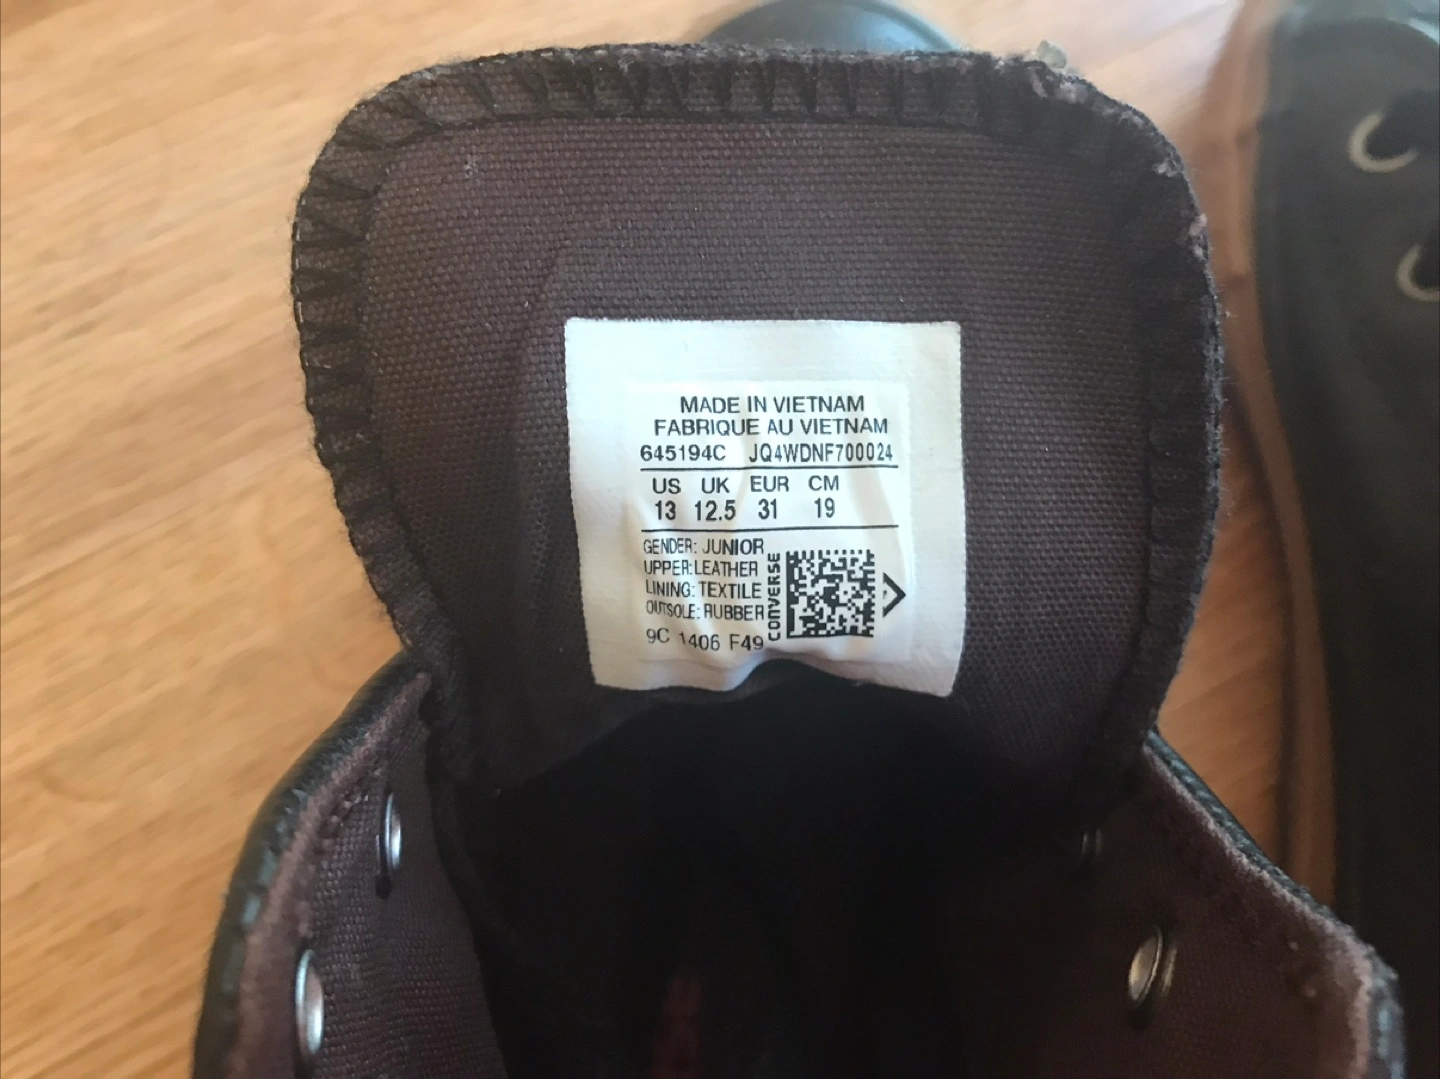 MADE IN VIETNAM
FABRIQUE AU VIETNAM
645194C JQ4WDNF700024
US UK EUR CM
13 12.5 31 19
GENDER: JUNIOR
UPPER: LEATHER
LINING: TEXTILE
OUTSOLE: RUBBER
CONVERSE
9C 1406 F49